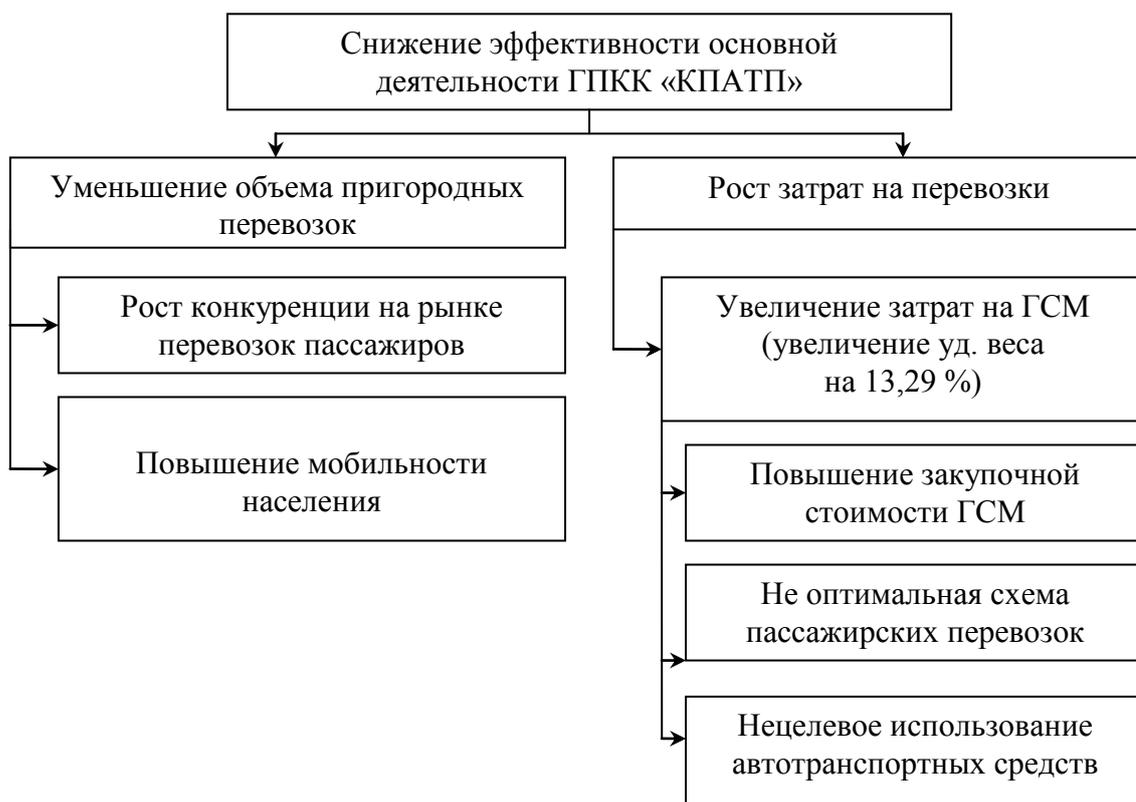 Снижение эффективности основной
деятельности ГПКК «КПАТП»
Уменьшение объема пригородных
перевозок
Рост конкуренции на рынке
перевозок пассажиров
Повышение мобильности
населения
Рост затрат на перевозки
Увеличение затрат на ГСМ
(увеличение уд. веса
на 13,29 %)
Повышение закупочной
стоимости ГСМ
Не оптимальная схема
пассажирских перевозок
Нецелевое использование
автотранспортных средств